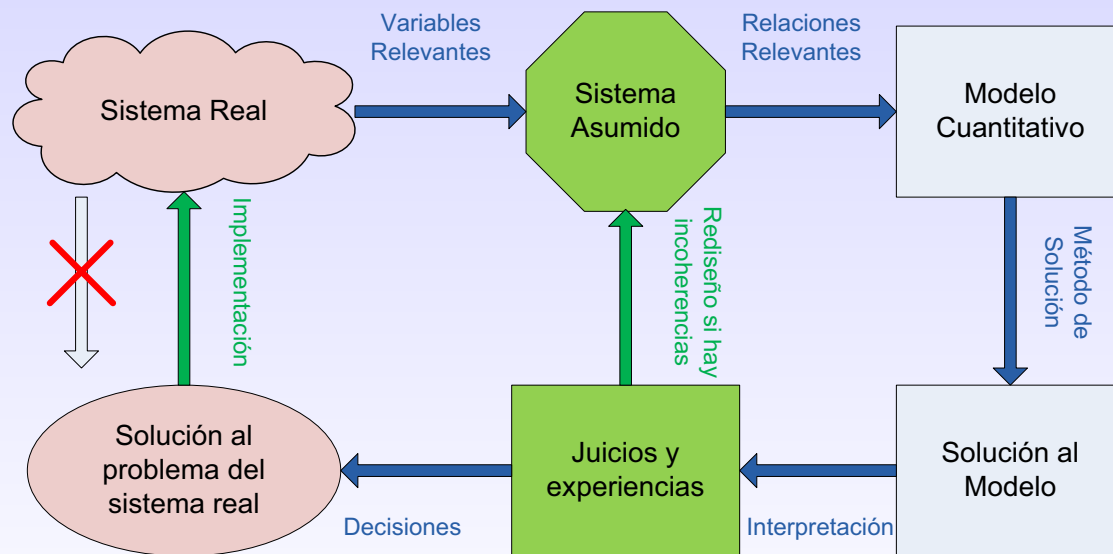 Variables
Relevantes
Relaciones
Relevantes
Sistema Real
Sistema
Asumido
Modelo
Cuantitativo
Implementación
Rediseño si hay
incoherencias
Método de
Solución
Solución al
problema del
sistema real
Juicios y
experiencias
Solución al
Modelo
Decisiones
Interpretación